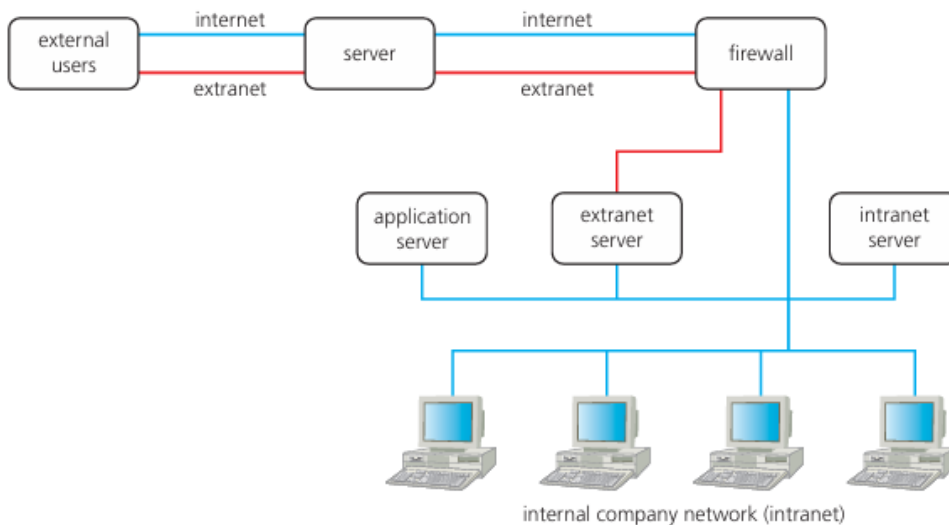 internet
internet
external
users
server
firewall
extranet
extranet
application
server
extranet
server
intranet
server
internal company network (intranet)